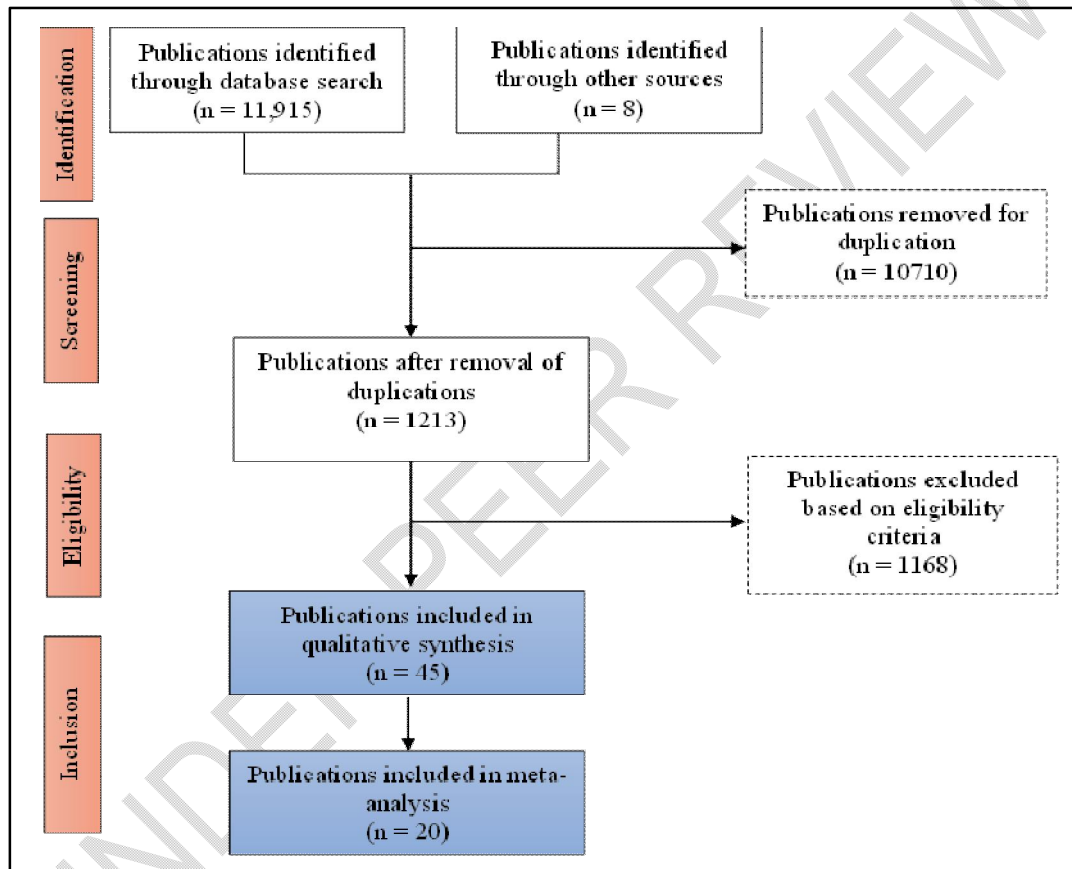 Identification
Publications identified
through database search
(n = 11,915)
Publications identified
through other sources
(n = 8)
Screening
Publications removed for
duplication
(n = 10710)
Publications after removal of
duplications
(n = 1213)
Eligibility
Publications excluded
based on eligibility
criteria
(n = 1168)
Publications included in
qualitative synthesis
(n = 45)
Inclusion
Publications included in meta-
analysis
(n = 20)
UNDER PEER REVIEW